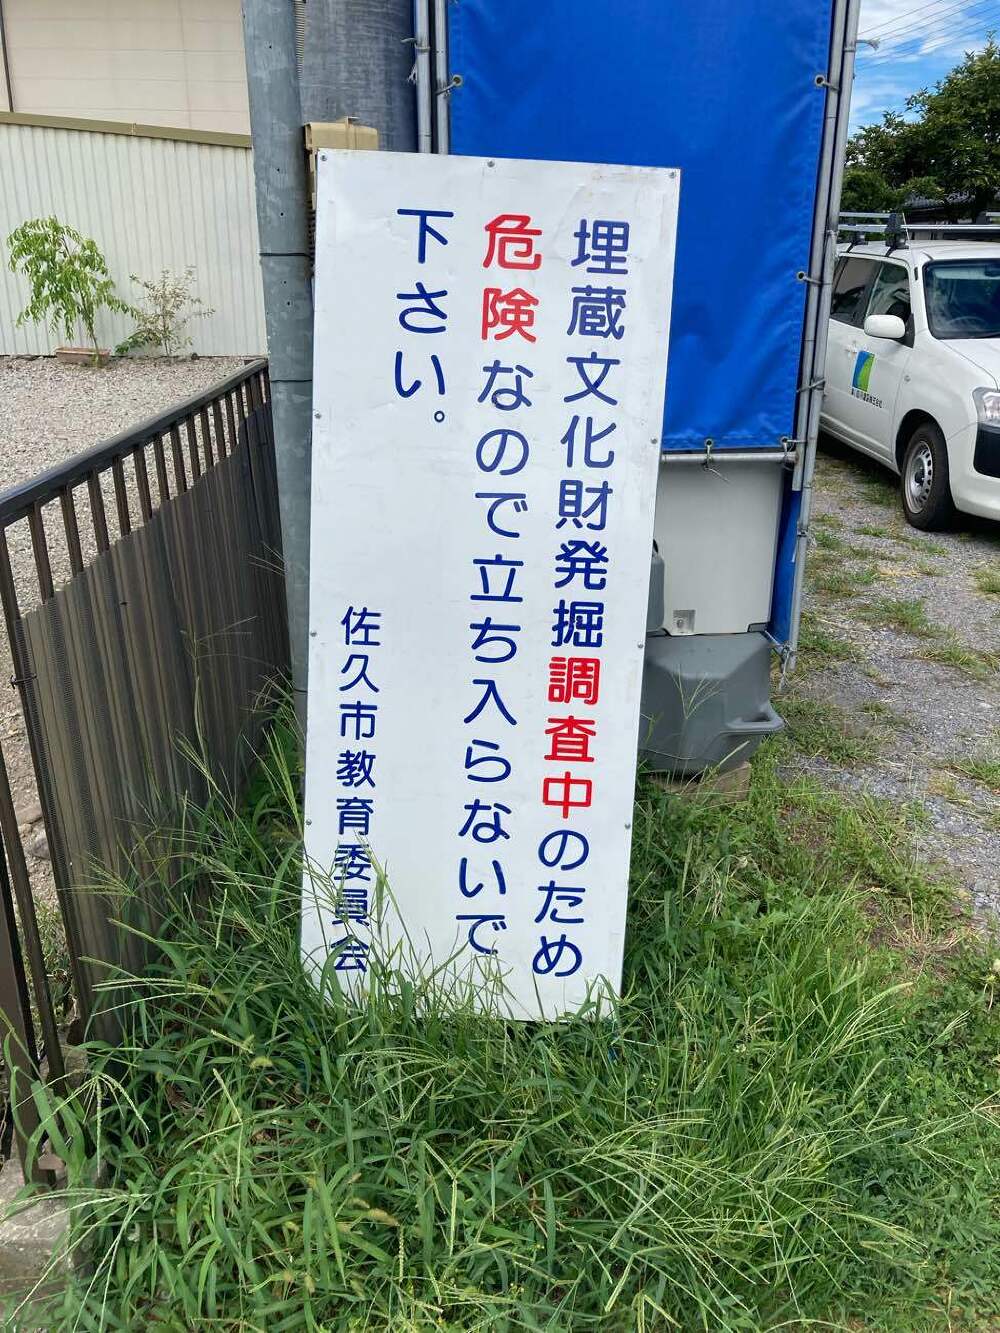 埋蔵文化財発掘調査中のため
危険なので立ち入らないで
下さい。
佐久市教育委員会